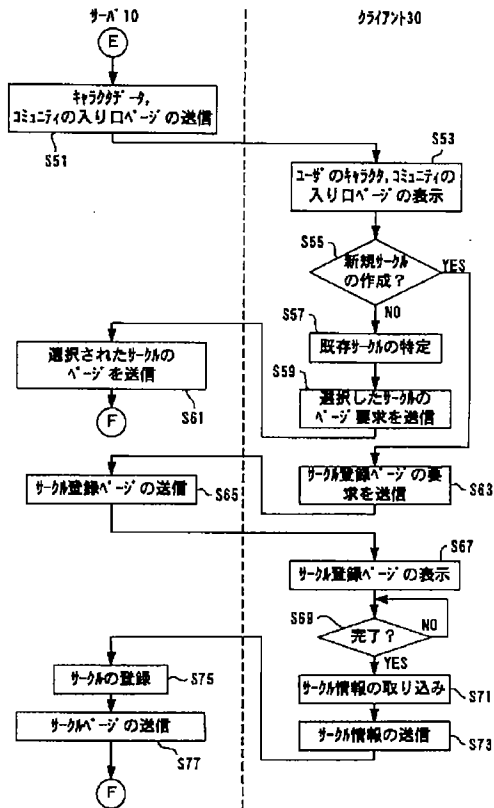 サーバ10
クライアント30
E
キャラクタデータ,
コミュニティの入り口ページの送信
S51
S53
ユーザのキャラクタ,コミュニティの
入り口ページの表示
S55
新規サークル
の作成?
YES
NO
S57
既存サークルの特定
S59
選択したサークルの
ページ要求を送信
選択されたサークルの
ページを送信
S61
F
サークル登録ページの要
求を送信
S63
サークル登録ページの送信
S65
S67
サークル登録ページの表示
S69
完了?
NO
YES
サークル情報の取り込み
S71
サークル情報の送信
S73
サークルの登録
S75
サークルページの送信
S77
F